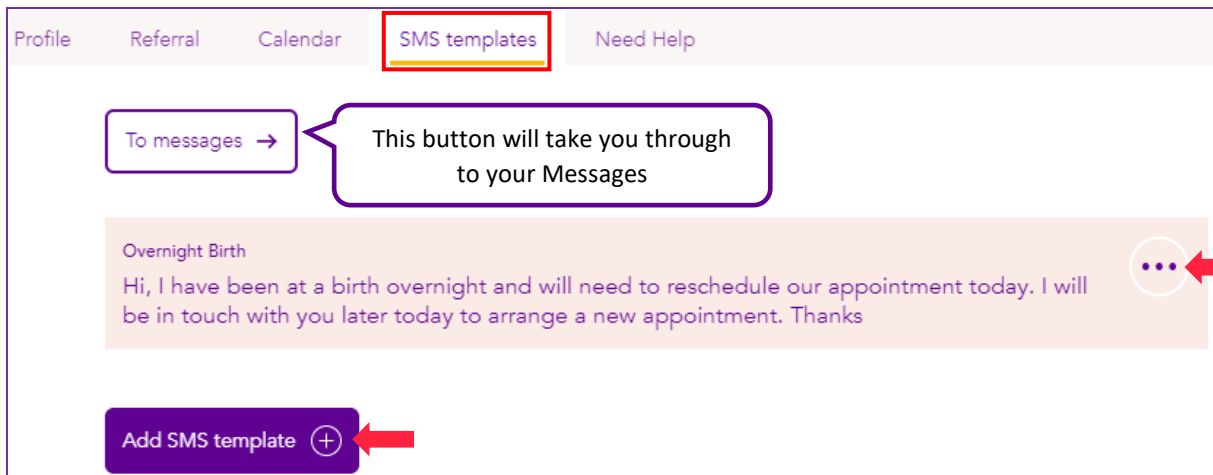 Profile Referral Calendar SMS templates Need Help
To messages →
This button will take you through
to your Messages
Overnight Birth
Hi, I have been at a birth overnight and will need to reschedule our appointment today. I will
be in touch with you later today to arrange a new appointment. Thanks
Add SMS template